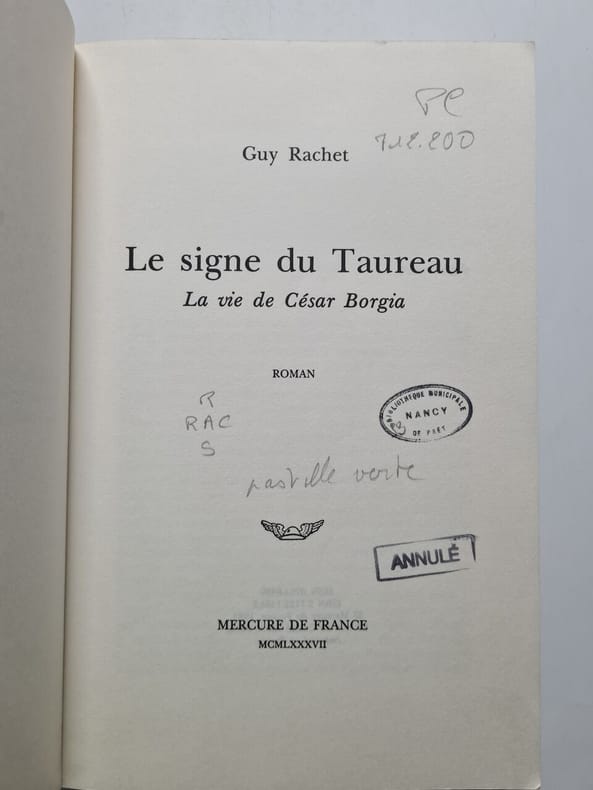 PC
712.200
Guy Rachet
Le signe du Taureau
La vie de César Borgia
ROMAN
R
RAC
S
BIBLIOTHEQUE MUNICIPALE
NANCY
DE PRÊT
pastille verte
ANNULÉ
MERCURE DE FRANCE
MCMLXXXVII